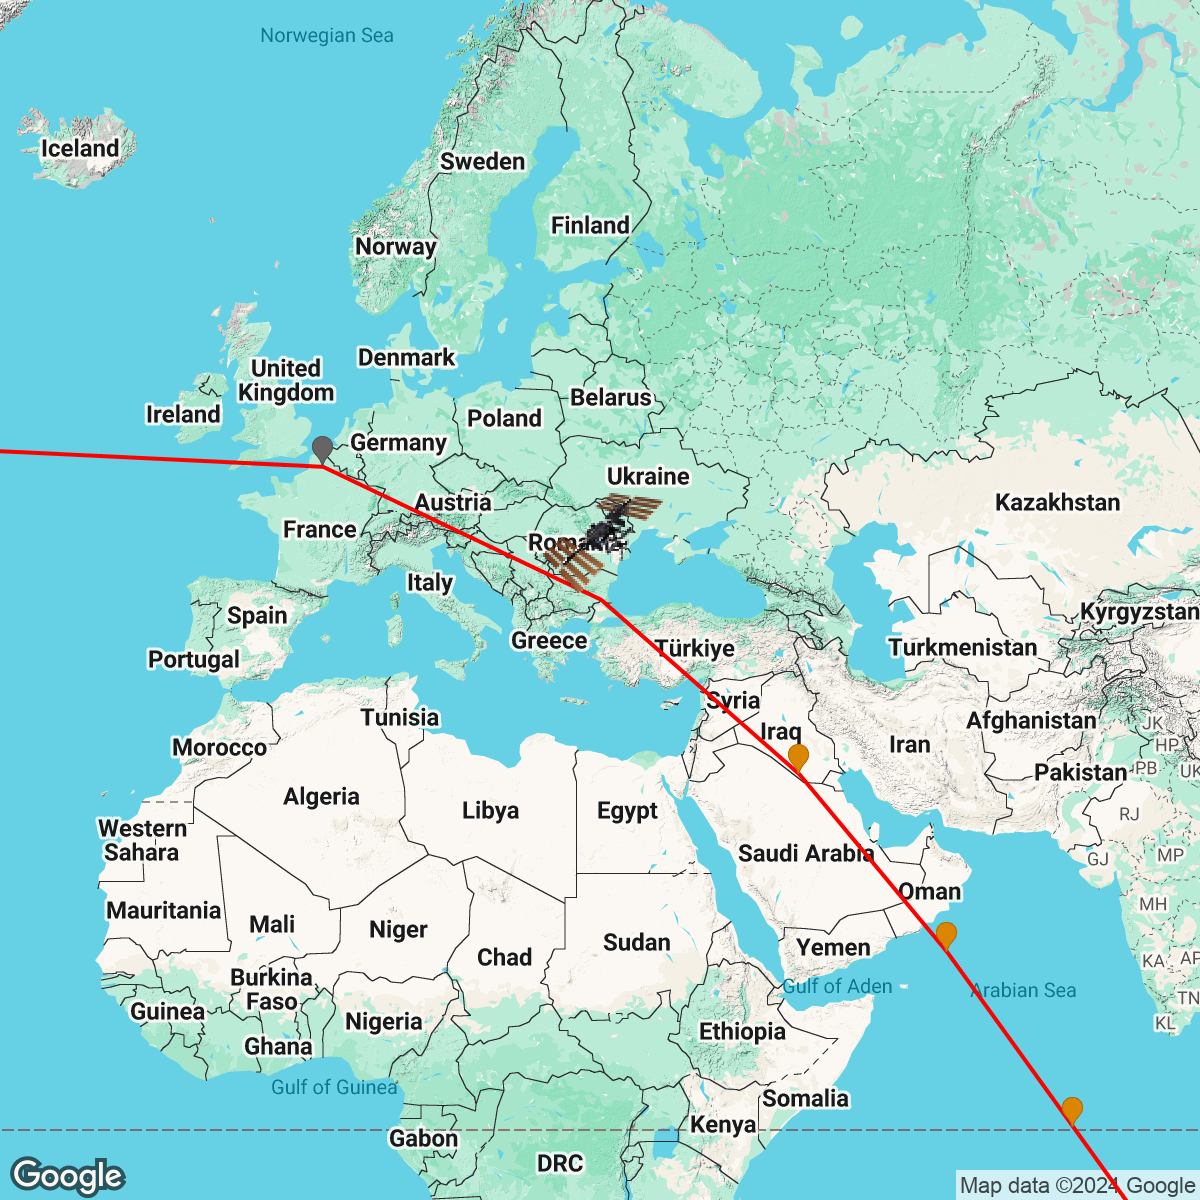 Norwegian Sea
Iceland
Sweden
Finland
Norway
Denmark
United
Kingdom
Ireland
Belarus
Poland
Germany
Ukraine
Austria
Kazakhstan
France
Italy
Kyrgyzstan
Spain
Greece
Türkiye
Turkmenistan
Portugal
Syria
Tunisia
Afghanistan
JK
Iraq
Morocco
Iran
HP
Pakistan
PB
UK
Algeria
Libya
Egypt
RJ
Western
Sahara
Saudi Arabia
GJ
MP
Oman
Mauritania
MH
Mali
Niger
Sudan
Yemen
Chad
KA
AP
Burkina
Faso
Gulf of Aden
Arabian Sea
TN
Guinea
Nigeria
Ethiopia
KL
Ghana
Gulf of Guinea
Somalia
Kenya
Gabon
DRC
Google
Map data ©2024 Google